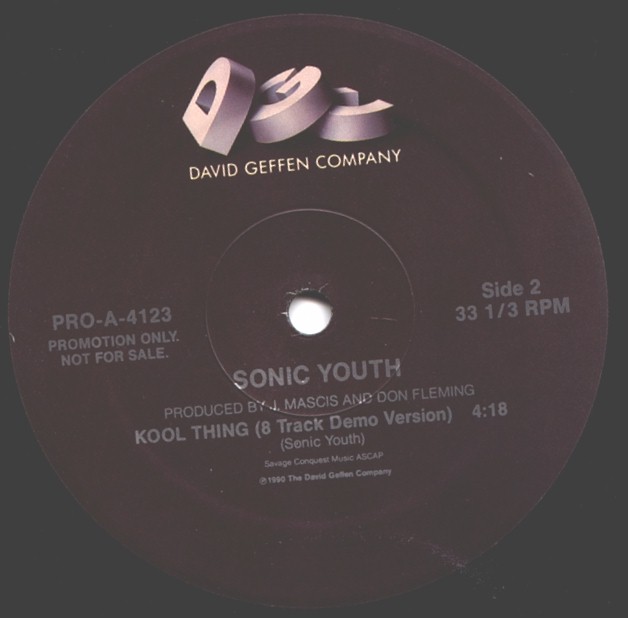 DGC
DAVID GEFFEN COMPANY
PRO-A-4123
PROMOTION ONLY.
NOT FOR SALE.
Side 2
33 1/3 RPM
SONIC YOUTH
PRODUCED BY J. MASCIS AND DON FLEMING
KOOL THING (8 Track Demo Version) 4:18
(Sonic Youth)
Savage Conquest Music ASCAP
℗1990 The David Geffen Company